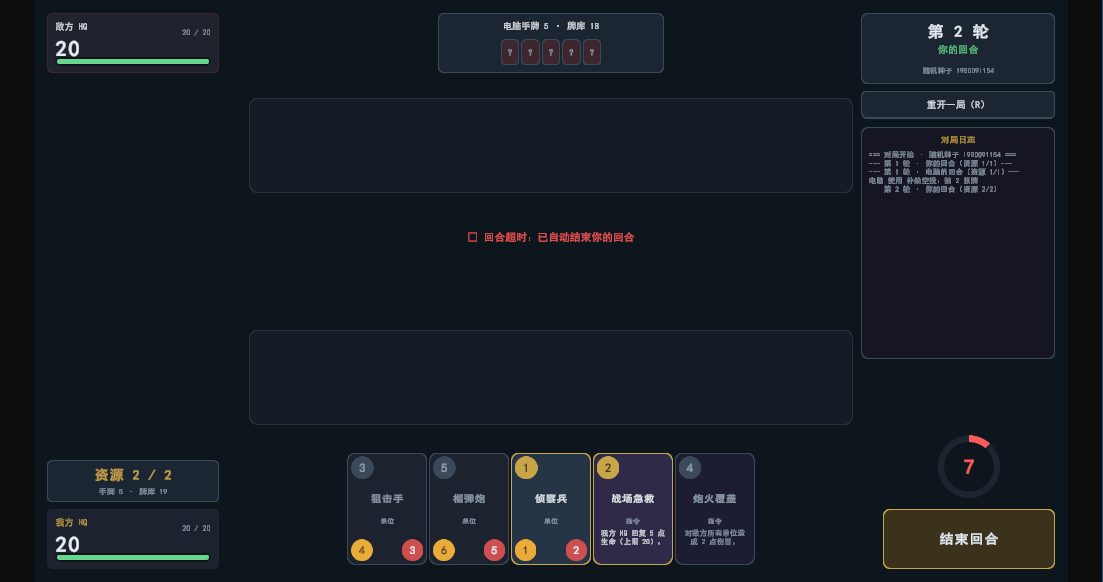 敌方 HQ
20 / 20
20
电脑手牌 5 · 牌库 18
? ? ? ? ?
第 2 轮
你的回合
随机种子 1980091154
重开一局 (R)
对局日志
=== 对局开始 · 随机种子 1980091154 ===
--- 第 1 轮 · 你的回合 (资源 1/1) ---
--- 第 1 轮 · 电脑的回合 (资源 1/1) ---
电脑 使用 补给空投: 抽 2 张牌
第 2 轮 · 你的回合 (资源 2/2)
回合超时: 已自动结束你的回合
资源 2 / 2
手牌 5 · 牌库 19
我方 HQ
20 / 20
20
3
狙击手
单位
4
3
5
榴弹炮
单位
6
5
1
侦察兵
单位
1
2
2
战场急救
指令
我方 HQ 回复 5 点
生命 (上限 20) 。
4
炮火覆盖
指令
对敌方所有单位造
成 2 点伤害。
7
结束回合